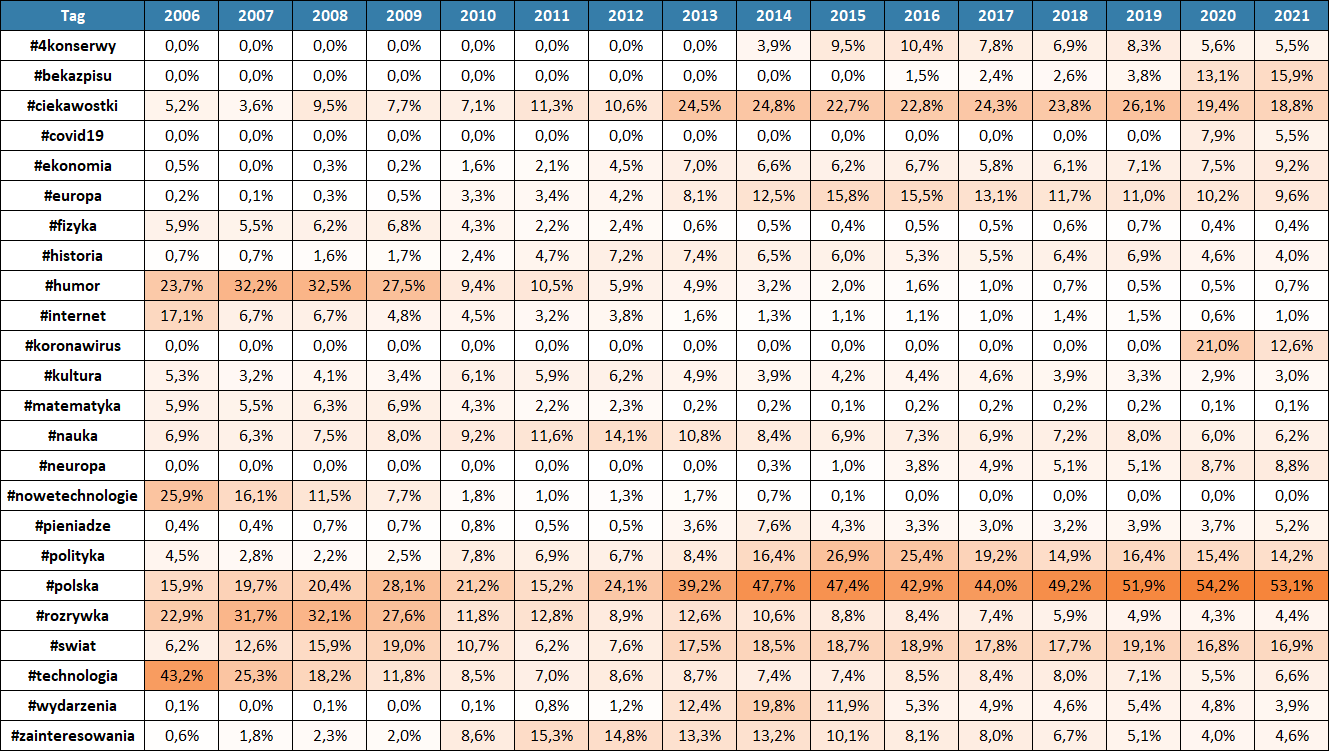 Tag 2006 2007 2008 2009 2010 2011 2012 2013 2014 2015 2016 2017 2018 2019 2020 2021
#4konserwy 0,0% 0,0% 0,0% 0,0% 0,0% 0,0% 0,0% 0,0% 3,9% 9,5% 10,4% 7,8% 6,9% 8,3% 5,6% 5,5%
#bekazpisu 0,0% 0,0% 0,0% 0,0% 0,0% 0,0% 0,0% 0,0% 0,0% 0,0% 1,5% 2,4% 2,6% 3,8% 13,1% 15,9%
#ciekawostki 5,2% 3,6% 9,5% 7,7% 7,1% 11,3% 10,6% 24,5% 24,8% 22,7% 22,8% 24,3% 23,8% 26,1% 19,4% 18,8%
#covid19 0,0% 0,0% 0,0% 0,0% 0,0% 0,0% 0,0% 0,0% 0,0% 0,0% 0,0% 0,0% 0,0% 0,0% 7,9% 5,5%
#ekonomia 0,5% 0,0% 0,3% 0,2% 1,6% 2,1% 4,5% 7,0% 6,6% 6,2% 6,7% 5,8% 6,1% 7,1% 7,5% 9,2%
#europa 0,2% 0,1% 0,3% 0,5% 3,3% 3,4% 4,2% 8,1% 12,5% 15,8% 15,5% 13,1% 11,7% 11,0% 10,2% 9,6%
#fizyka 5,9% 5,5% 6,2% 6,8% 4,3% 2,2% 2,4% 0,6% 0,5% 0,4% 0,5% 0,5% 0,6% 0,7% 0,4% 0,4%
#historia 0,7% 0,7% 1,6% 1,7% 2,4% 4,7% 7,2% 7,4% 6,5% 6,0% 5,3% 5,5% 6,4% 6,9% 4,6% 4,0%
#humor 23,7% 32,2% 32,5% 27,5% 9,4% 10,5% 5,9% 4,9% 3,2% 2,0% 1,6% 1,0% 0,7% 0,5% 0,5% 0,7%
#internet 17,1% 6,7% 6,7% 4,8% 4,5% 3,2% 3,8% 1,6% 1,3% 1,1% 1,1% 1,0% 1,4% 1,5% 0,6% 1,0%
#koronawirus 0,0% 0,0% 0,0% 0,0% 0,0% 0,0% 0,0% 0,0% 0,0% 0,0% 0,0% 0,0% 0,0% 0,0% 21,0% 12,6%
#kultura 5,3% 3,2% 4,1% 3,4% 6,1% 5,9% 6,2% 4,9% 3,9% 4,2% 4,4% 4,6% 3,9% 3,3% 2,9% 3,0%
#matematyka 5,9% 5,5% 6,3% 6,9% 4,3% 2,2% 2,3% 0,2% 0,2% 0,1% 0,2% 0,2% 0,2% 0,2% 0,1% 0,1%
#nauka 6,9% 6,3% 7,5% 8,0% 9,2% 11,6% 14,1% 10,8% 8,4% 6,9% 7,3% 6,9% 7,2% 8,0% 6,0% 6,2%
#neuropa 0,0% 0,0% 0,0% 0,0% 0,0% 0,0% 0,0% 0,0% 0,3% 1,0% 3,8% 4,9% 5,1% 5,1% 8,7% 8,8%
#nowetechnologie 25,9% 16,1% 11,5% 7,7% 1,8% 1,0% 1,3% 1,7% 0,7% 0,1% 0,0% 0,0% 0,0% 0,0% 0,0% 0,0%
#pieniadze 0,4% 0,4% 0,7% 0,7% 0,8% 0,5% 0,5% 3,6% 7,6% 4,3% 3,3% 3,0% 3,2% 3,9% 3,7% 5,2%
#polityka 4,5% 2,8% 2,2% 2,5% 7,8% 6,9% 6,7% 8,4% 16,4% 26,9% 25,4% 19,2% 14,9% 16,4% 15,4% 14,2%
#polska 15,9% 19,7% 20,4% 28,1% 21,2% 15,2% 24,1% 39,2% 47,7% 47,4% 42,9% 44,0% 49,2% 51,9% 54,2% 53,1%
#rozrywka 22,9% 31,7% 32,1% 27,6% 11,8% 12,8% 8,9% 12,6% 10,6% 8,8% 8,4% 7,4% 5,9% 4,9% 4,3% 4,4%
#swiat 6,2% 12,6% 15,9% 19,0% 10,7% 6,2% 7,6% 17,5% 18,5% 18,7% 18,9% 17,8% 17,7% 19,1% 16,8% 16,9%
#technologia 43,2% 25,3% 18,2% 11,8% 8,5% 7,0% 8,6% 8,7% 7,4% 7,4% 8,5% 8,4% 8,0% 7,1% 5,5% 6,6%
#wydarzenia 0,1% 0,0% 0,1% 0,0% 0,1% 0,8% 1,2% 12,4% 19,8% 11,9% 5,3% 4,9% 4,6% 5,4% 4,8% 3,9%
#zainteresowania 0,6% 1,8% 2,3% 2,0% 8,6% 15,3% 14,8% 13,3% 13,2% 10,1% 8,1% 8,0% 6,7% 5,1% 4,0% 4,6%